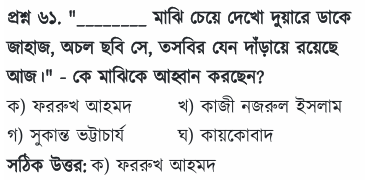 প্রশ্ন ৬১. "________ মাঝি চেয়ে দেখো দুয়ারে ডাকে
জাহাজ, অচল ছবি সে, তসবির যেন দাঁড়ায়ে রয়েছে
আজ।" - কে মাঝিকে আহ্বান করছেন?
ক) ফররুখ আহমদ খ) কাজী নজরুল ইসলাম
গ) সুকান্ত ভট্টাচার্য ঘ) কায়কোবাদ
সঠিক উত্তর: ক) ফররুখ আহমদ